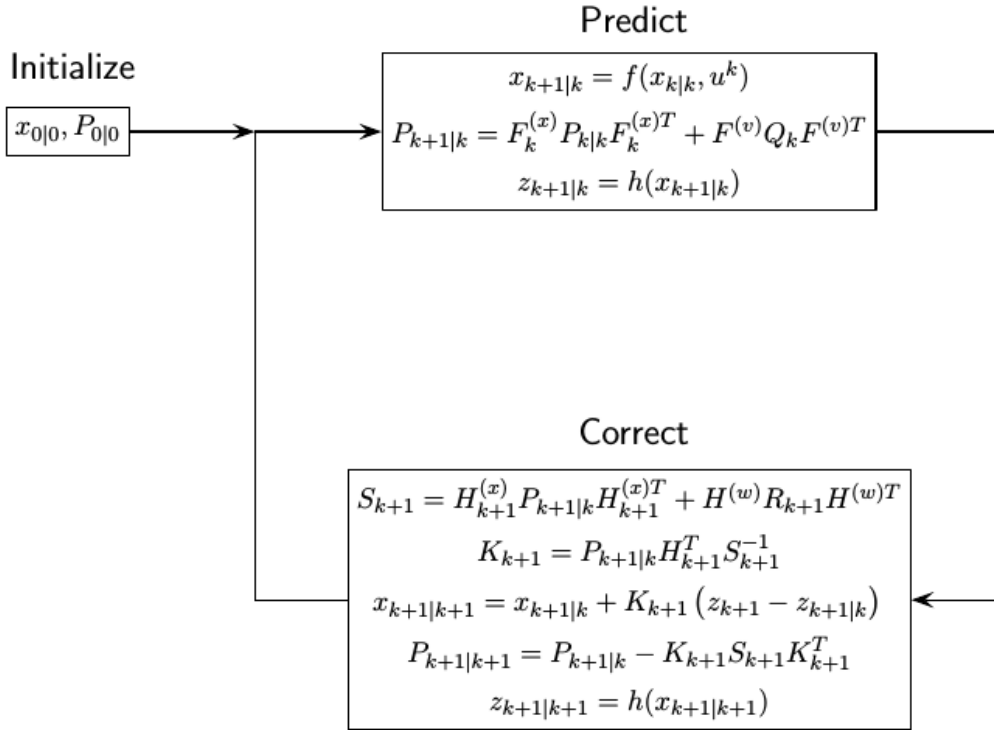 Predict
Initialize
$x_{k+1|k} = f(x_{k|k}, u^k)$
$x_{0|0}, P_{0|0}$
$P_{k+1|k} = F_k^{(x)} P_{k|k} F_k^{(x)T} + F^{(v)} Q_k F^{(v)T}$
$z_{k+1|k} = h(x_{k+1|k})$
Correct
$S_{k+1} = H_{k+1}^{(x)} P_{k+1|k} H_{k+1}^{(x)T} + H^{(w)} R_{k+1} H^{(w)T}$
$K_{k+1} = P_{k+1|k} H_{k+1}^T S_{k+1}^{-1}$
$x_{k+1|k+1} = x_{k+1|k} + K_{k+1} \left( z_{k+1} - z_{k+1|k} \right)$
$P_{k+1|k+1} = P_{k+1|k} - K_{k+1} S_{k+1} K_{k+1}^T$
$z_{k+1|k+1} = h(x_{k+1|k+1})$